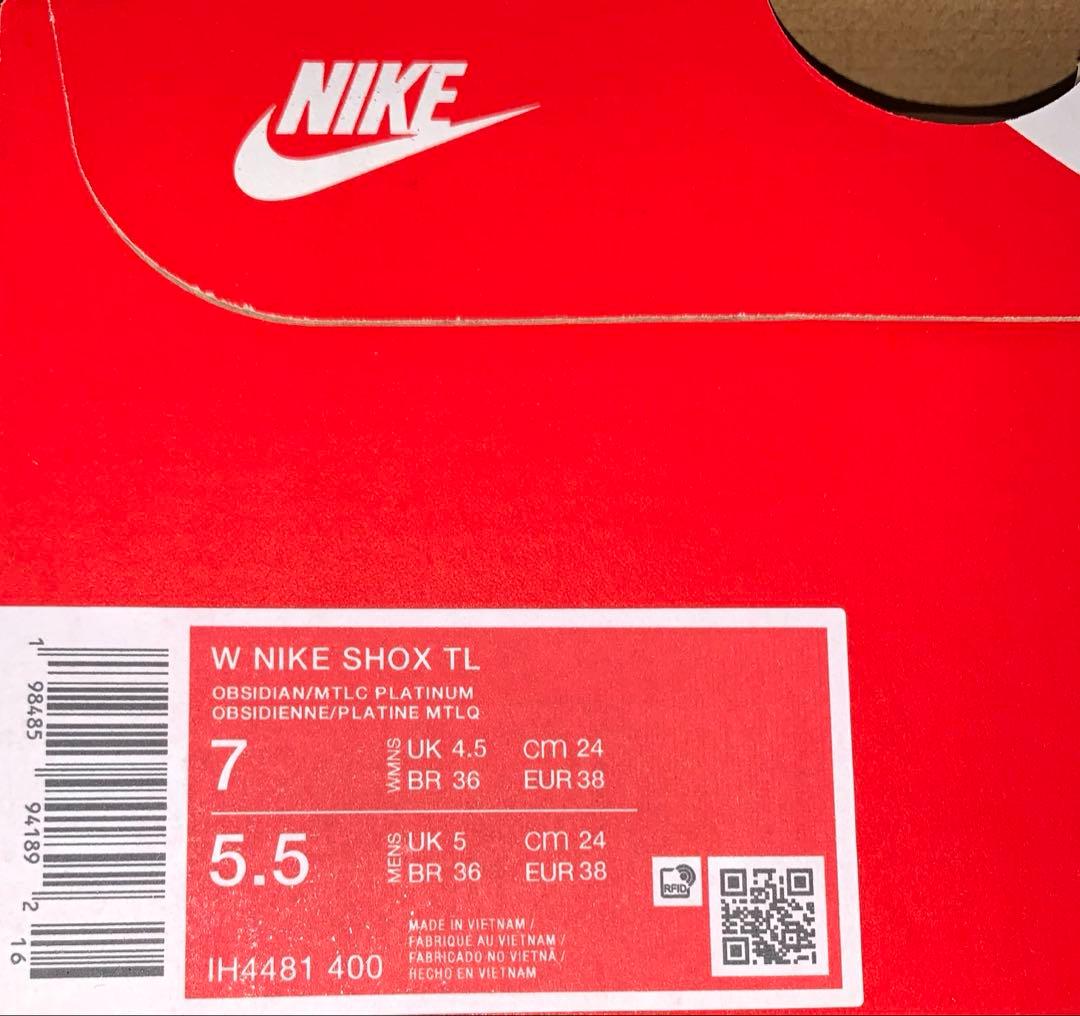 NIKE
W NIKE SHOX TL
OBSIDIAN/MTLC PLATINUM
OBSIDIENNE/PLATINE MTLQ
7
WMNS
UK 4.5 cm 24
BR 36 EUR 38
5.5
MENS
UK 5 cm 24
BR 36 EUR 38
RFID
MADE IN VIETNAM /
FABRIQUÉ AU VIETNAM /
FABRICADO NO VIETNÃ /
HECHO EN VIETNAM
IH4481 400
1 98485 94189 2 16